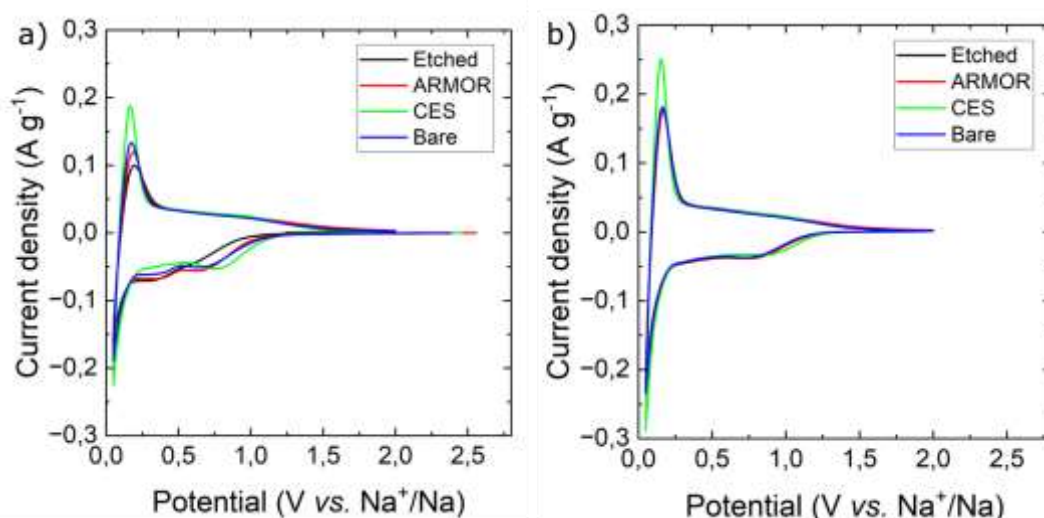 a)
0,3
0,2
0,1
0,0
−0,1
−0,2
−0,3
Current density (A g⁻¹)
Etched
ARMOR
CES
Bare
0,0 0,5 1,0 1,5 2,0 2,5
Potential (V vs. Na⁺/Na)
b)
0,3
0,2
0,1
0,0
−0,1
−0,2
−0,3
Current density (A g⁻¹)
Etched
ARMOR
CES
Bare
0,0 0,5 1,0 1,5 2,0 2,5
Potential (V vs. Na⁺/Na)